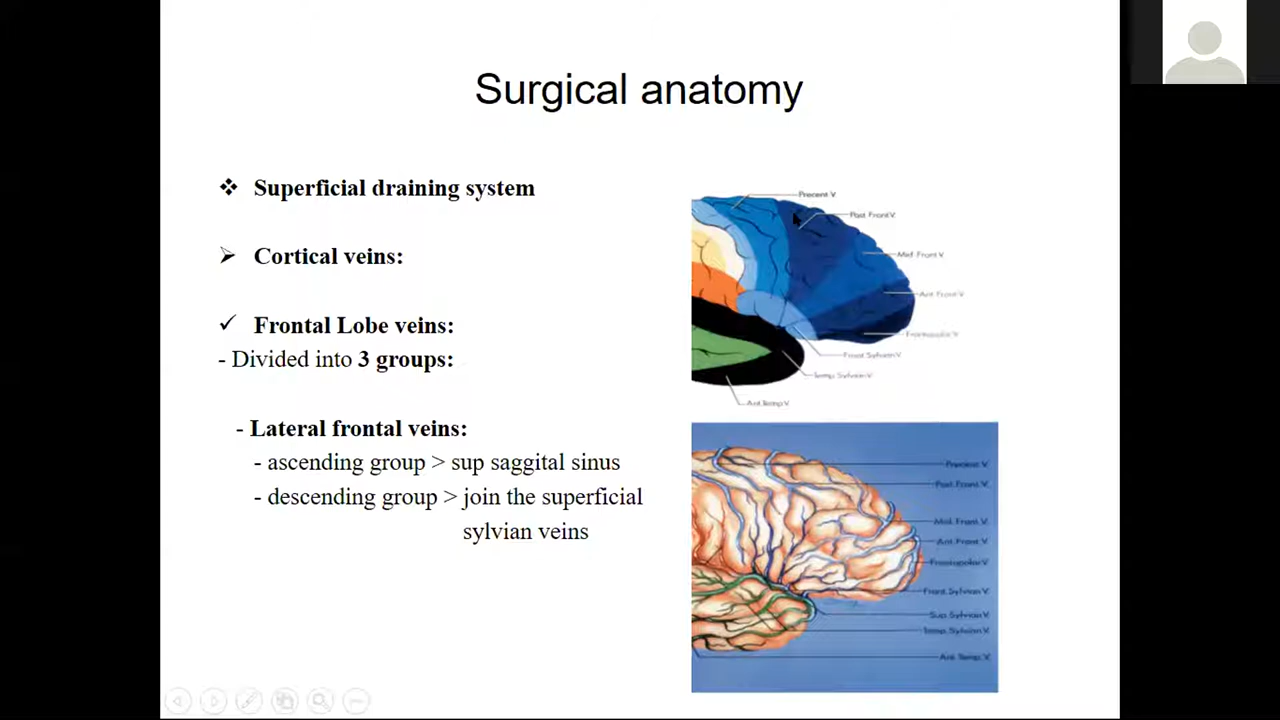 Surgical anatomy
❖ Superficial draining system
➢ Cortical veins:
✓ Frontal Lobe veins:
- Divided into 3 groups:
- Lateral frontal veins:
- ascending group > sup saggital sinus
- descending group > join the superficial
sylvian veins
Precent V.
Post Front V.
Mid Front V.
Ant Front V.
Frontopolar V.
Front Sylvian V.
Temp. Sylvian V.
Ant Temp V.
Precent V.
Post Front V.
Mid. Front V.
Ant Front V.
Frontopolar V.
Front Sylvian V.
Sup. Sylvian V.
Temp. Sylvian V.
Ant. Temp. V.